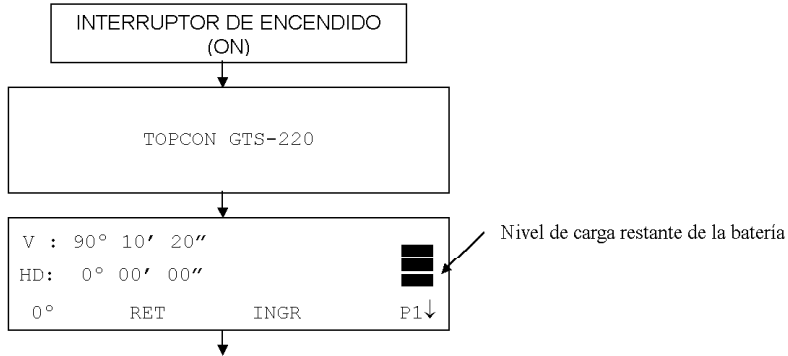 INTERRUPTOR DE ENCENDIDO
(ON)
TOPCON GTS-220
V : 90° 10′ 20″
Nivel de carga restante de la batería
HD: 0° 00′ 00″
0° RET INGR P1↓